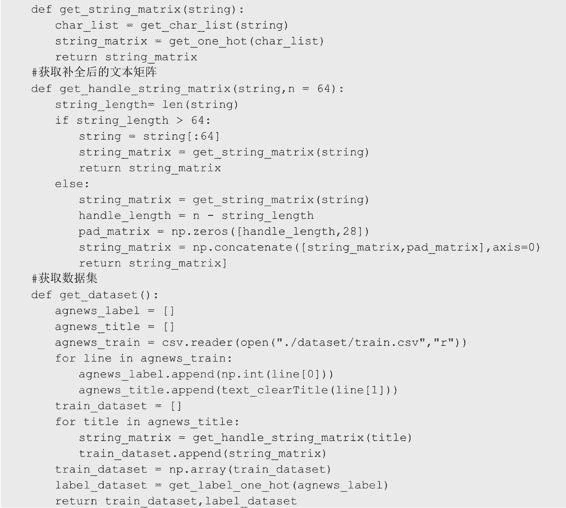 def get_string_matrix(string):
    char_list = get_char_list(string)
    string_matrix = get_one_hot(char_list)
    return string_matrix
#获取补全后的文本矩阵
def get_handle_string_matrix(string,n = 64):
    string_length= len(string)
    if string_length > 64:
        string = string[:64]
        string_matrix = get_string_matrix(string)
        return string_matrix
    else:
        string_matrix = get_string_matrix(string)
        handle_length = n - string_length
        pad_matrix = np.zeros([handle_length,28])
        string_matrix = np.concatenate([string_matrix,pad_matrix],axis=0)
        return string_matrix]
#获取数据集
def get_dataset():
    agnews_label = []
    agnews_title = []
    agnews_train = csv.reader(open("./dataset/train.csv","r"))
    for line in agnews_train:
        agnews_label.append(np.int(line[0]))
        agnews_title.append(text_clearTitle(line[1]))
    train_dataset = []
    for title in agnews_title:
        string_matrix = get_handle_string_matrix(title)
        train_dataset.append(string_matrix)
    train_dataset = np.array(train_dataset)
    label_dataset = get_label_one_hot(agnews_label)
    return train_dataset,label_dataset